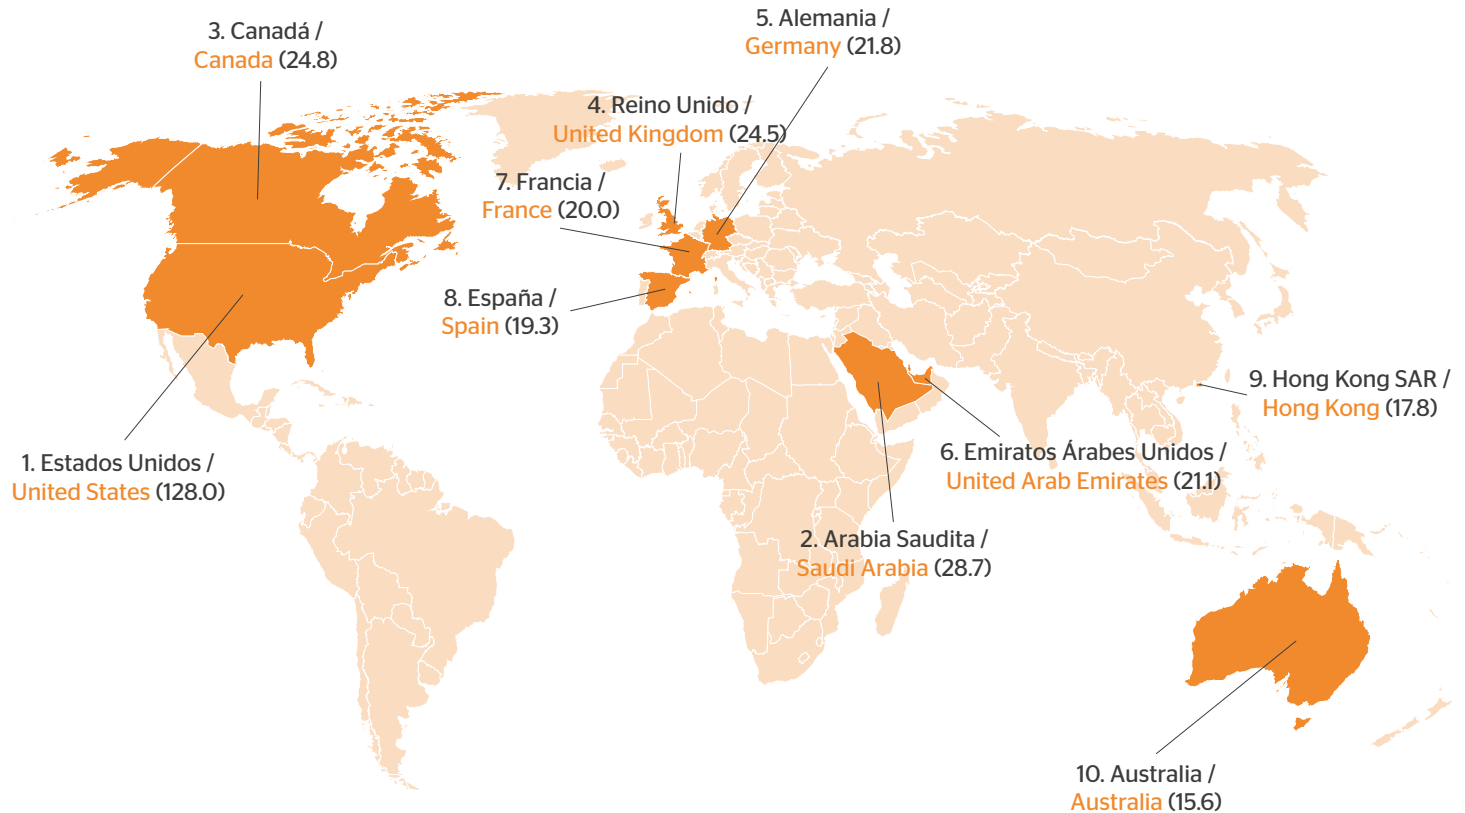 3. Canadá /
Canada (24.8)
5. Alemania /
Germany (21.8)
4. Reino Unido /
United Kingdom (24.5)
7. Francia /
France (20.0)
8. España /
Spain (19.3)
9. Hong Kong SAR /
Hong Kong (17.8)
1. Estados Unidos /
United States (128.0)
6. Emiratos Árabes Unidos /
United Arab Emirates (21.1)
2. Arabia Saudita /
Saudi Arabia (28.7)
10. Australia /
Australia (15.6)